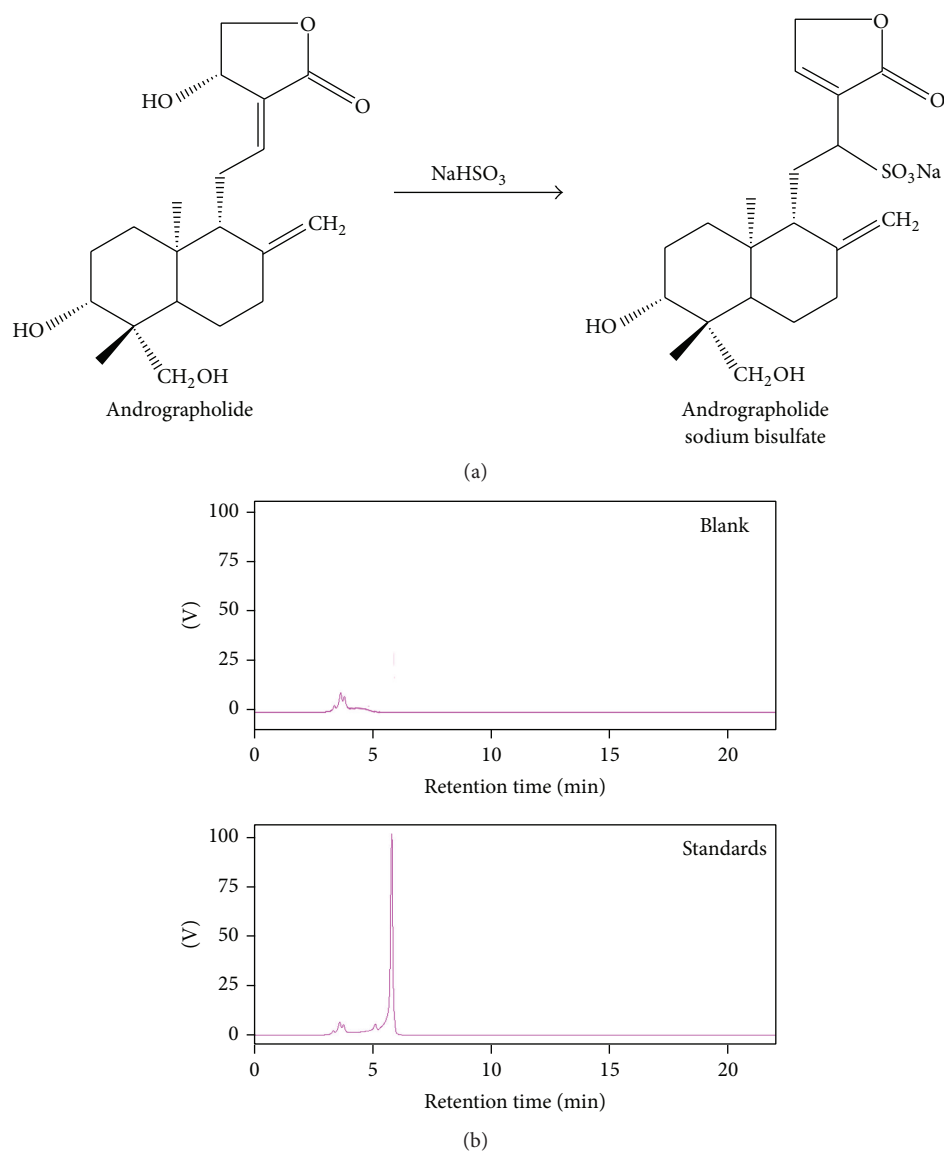 O
HO
O
NaHSO3
CH2
HO
CH2OH
Andrographolide
O
O
SO3Na
CH2
HO
CH2OH
Andrographolide
sodium bisulfate
(a)
Blank
100
75
50
25
0
(V)
0 5 10 15 20
Retention time (min)
Standards
100
75
50
25
0
(V)
0 5 10 15 20
Retention time (min)
(b)